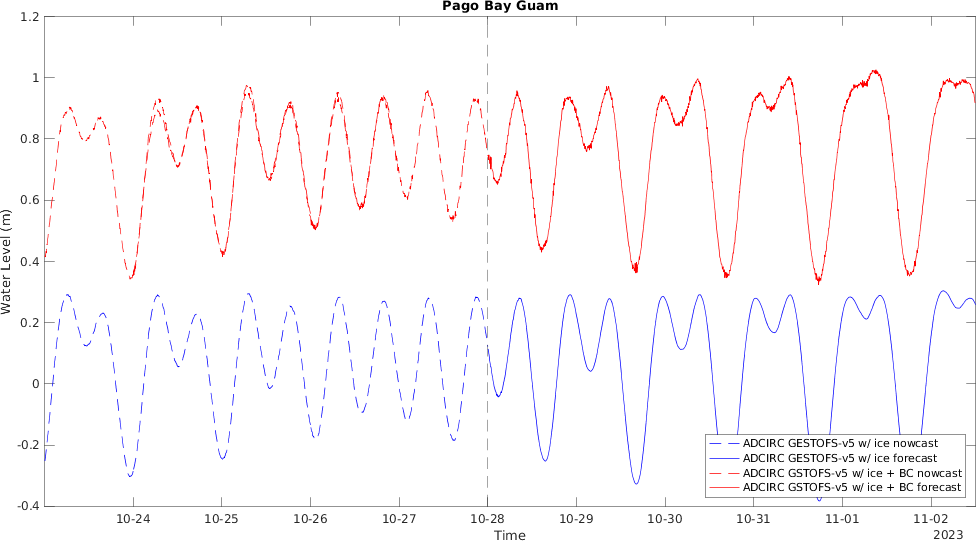 Pago Bay Guam
1.2
1
0.8
0.6
0.4
0.2
0
-0.2
-0.4
Water Level (m)
ADCIRC GESTOFS-v5 w/ ice nowcast
ADCIRC GESTOFS-v5 w/ ice forecast
ADCIRC GSTOFS-v5 w/ ice + BC nowcast
ADCIRC GSTOFS-v5 w/ ice + BC forecast
10-24 10-25 10-26 10-27 10-28 10-29 10-30 10-31 11-01 11-02
Time
2023